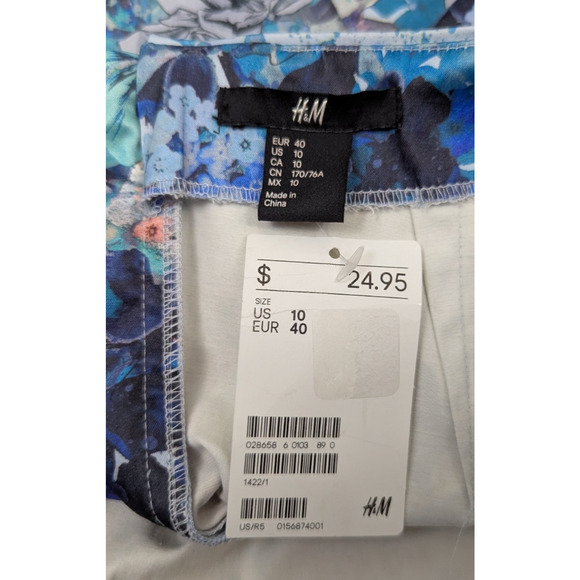 H&M
EUR 40
US 10
CA 10
CN 170/76A
MX 10
Made in
China
$ 24.95
SIZE
US 10
EUR 40
028658 6 0103 89 0
1422/1
US/R5 0156874001
H&M